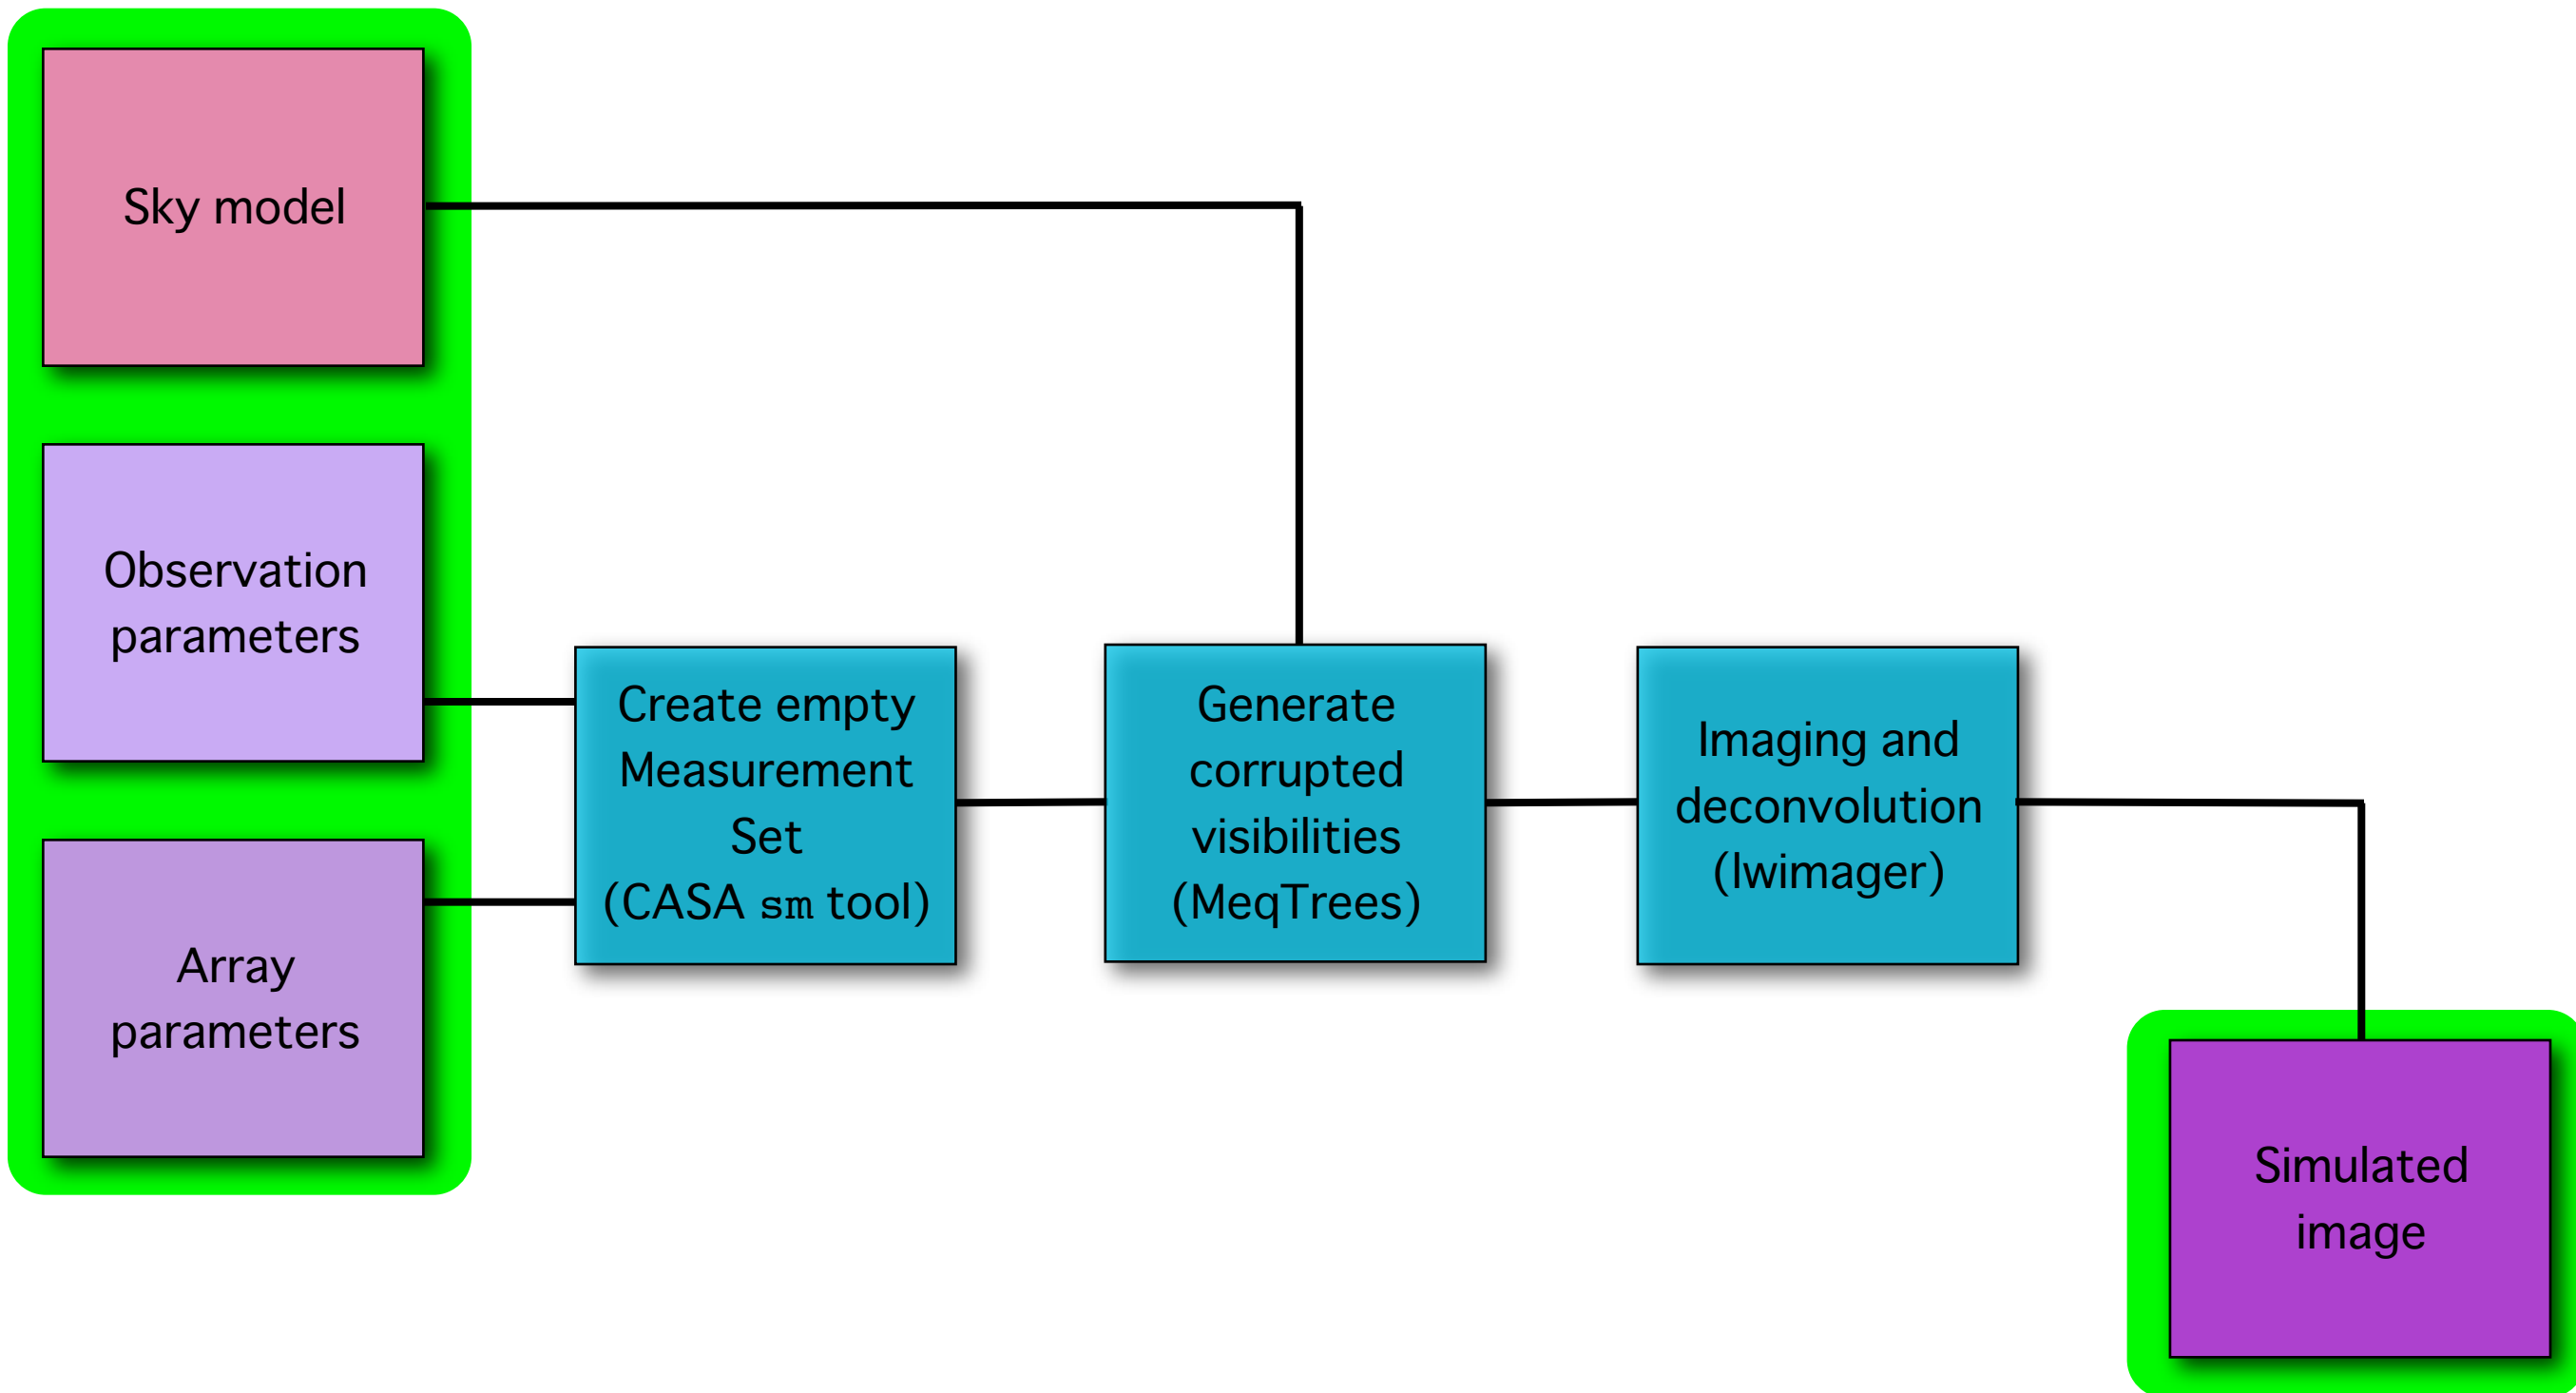 Sky model
Observation
parameters
Array
parameters
Create empty
Measurement
Set
(CASA sm tool)
Generate
corrupted
visibilities
(MeqTrees)
Imaging and
deconvolution
(lwimager)
Simulated
image